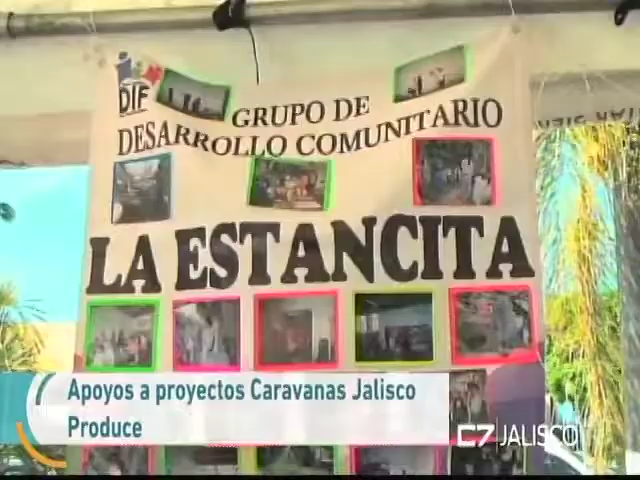 DIF
GRUPO DE
DESARROLLO COMUNITARIO
LA ESTANCITA
Apoyos a proyectos Caravanas Jalisco
Produce
C7 JALISCO